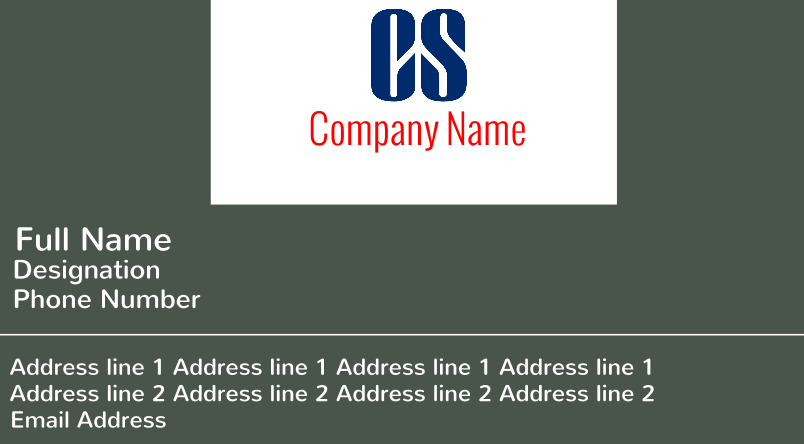 CS
Company Name
Full Name
Designation
Phone Number
Address line 1 Address line 1 Address line 1 Address line 1
Address line 2 Address line 2 Address line 2 Address line 2
Email Address